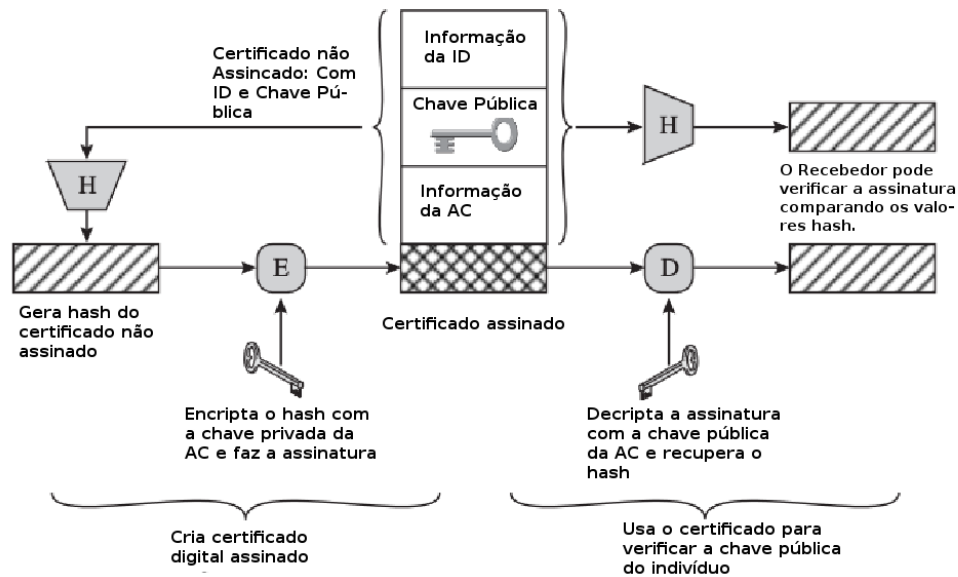 Certificado não
Assincado: Com
ID e Chave Pú-
blica
Informação
da ID
Chave Pública
Informação
da AC
H
H
O Recebedor pode
verificar a assinatura
comparando os valo-
res hash.
E
D
Gera hash do
certificado não
assinado
Certificado assinado
Encripta o hash com
a chave privada da
AC e faz a assinatura
Decripta a assinatura
com a chave pública
da AC e recupera o
hash
Cria certificado
digital assinado
Usa o certificado para
verificar a chave pública
do indivíduo